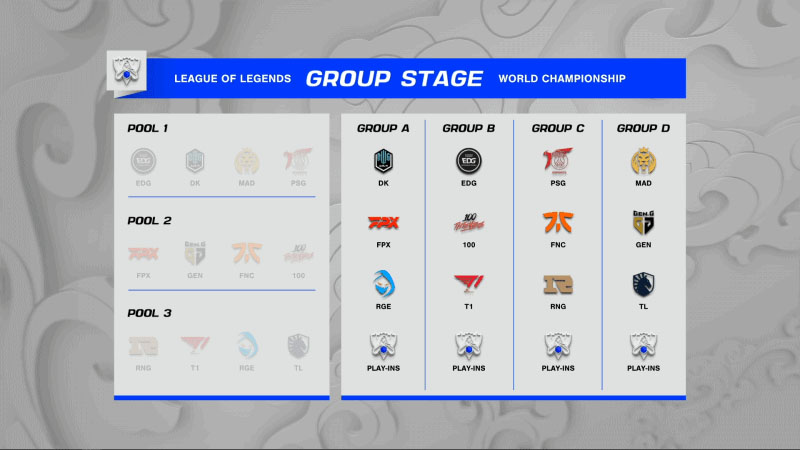 LEAGUE OF LEGENDS GROUP STAGE WORLD CHAMPIONSHIP
POOL 1
EDG DK MAD PSG
POOL 2
FPX GEN FNC 100
POOL 3
RNG T1 RGE TL
GROUP A GROUP B GROUP C GROUP D
DK EDG PSG MAD
FPX 100 FNC GEN
RGE T1 RNG TL
PLAY-INS PLAY-INS PLAY-INS PLAY-INS